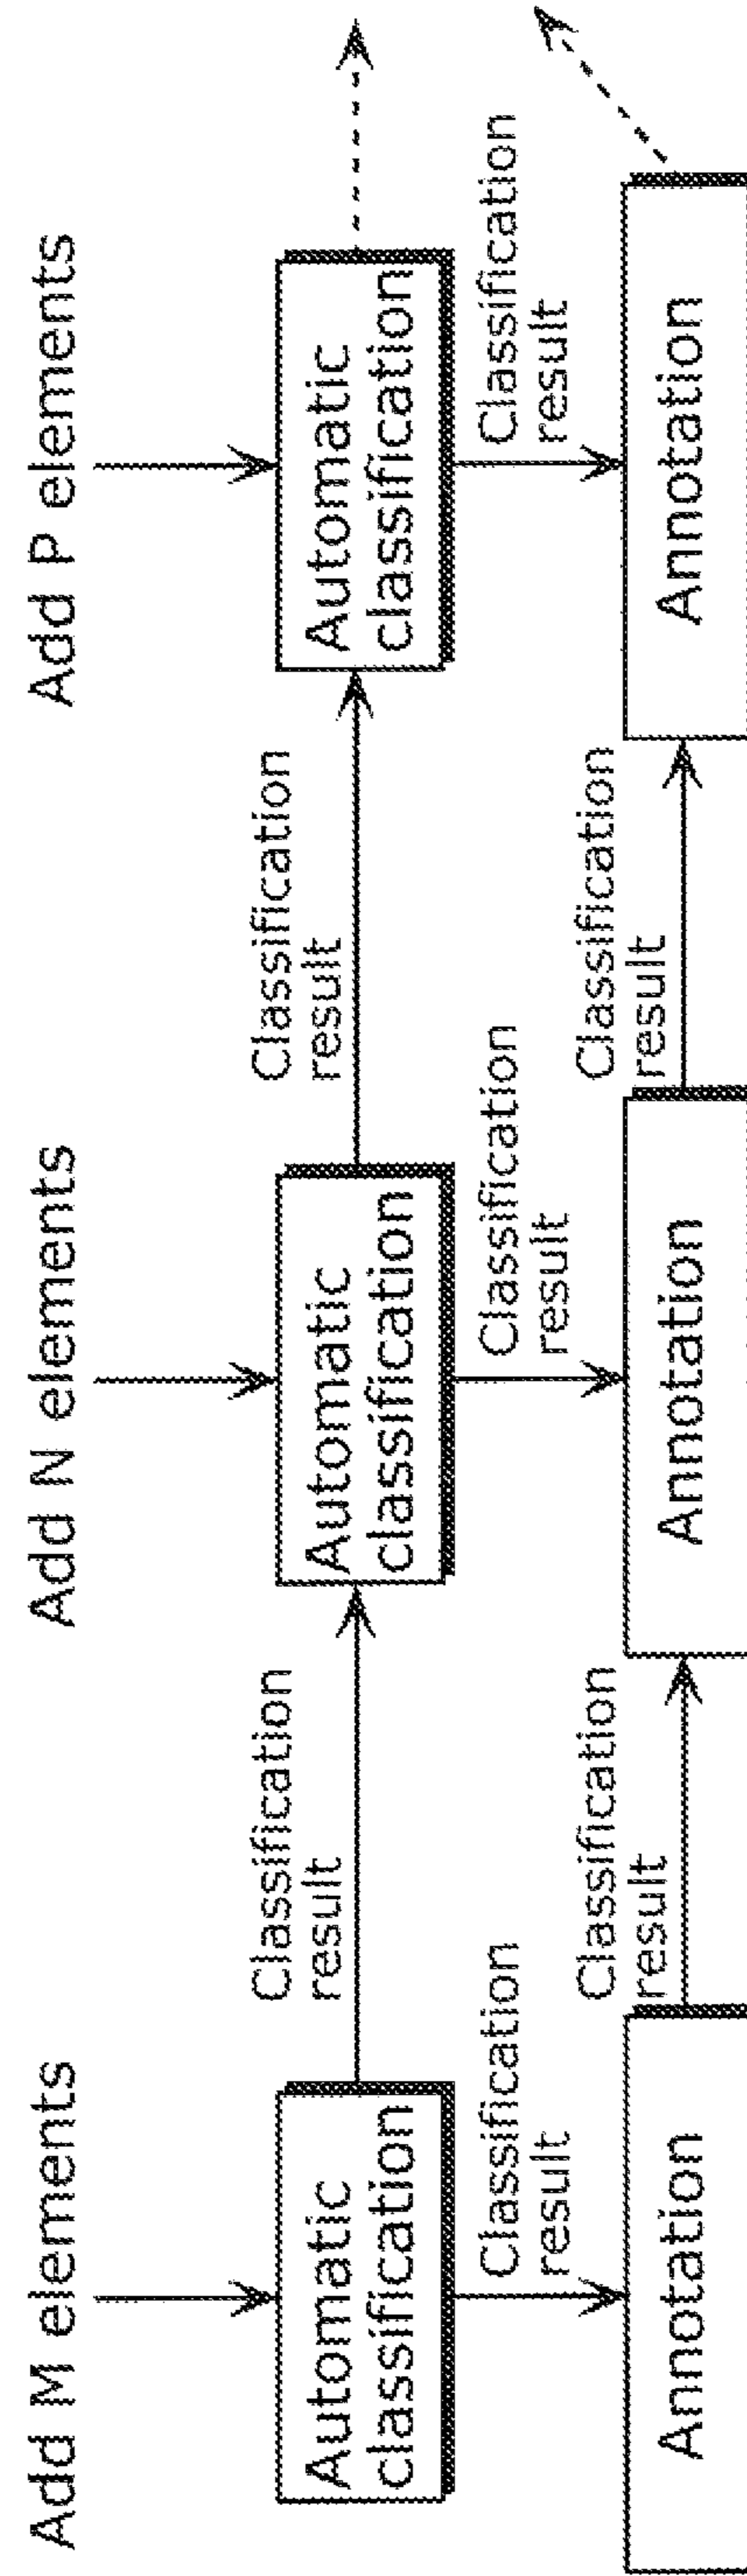 Add M elements
Add N elements
Add P elements
Automatic
classification
Classification
result
Automatic
classification
Classification
result
Automatic
classification
Classification
result
Classification
result
Classification
result
Annotation
Classification
result
Annotation
Classification
result
Annotation